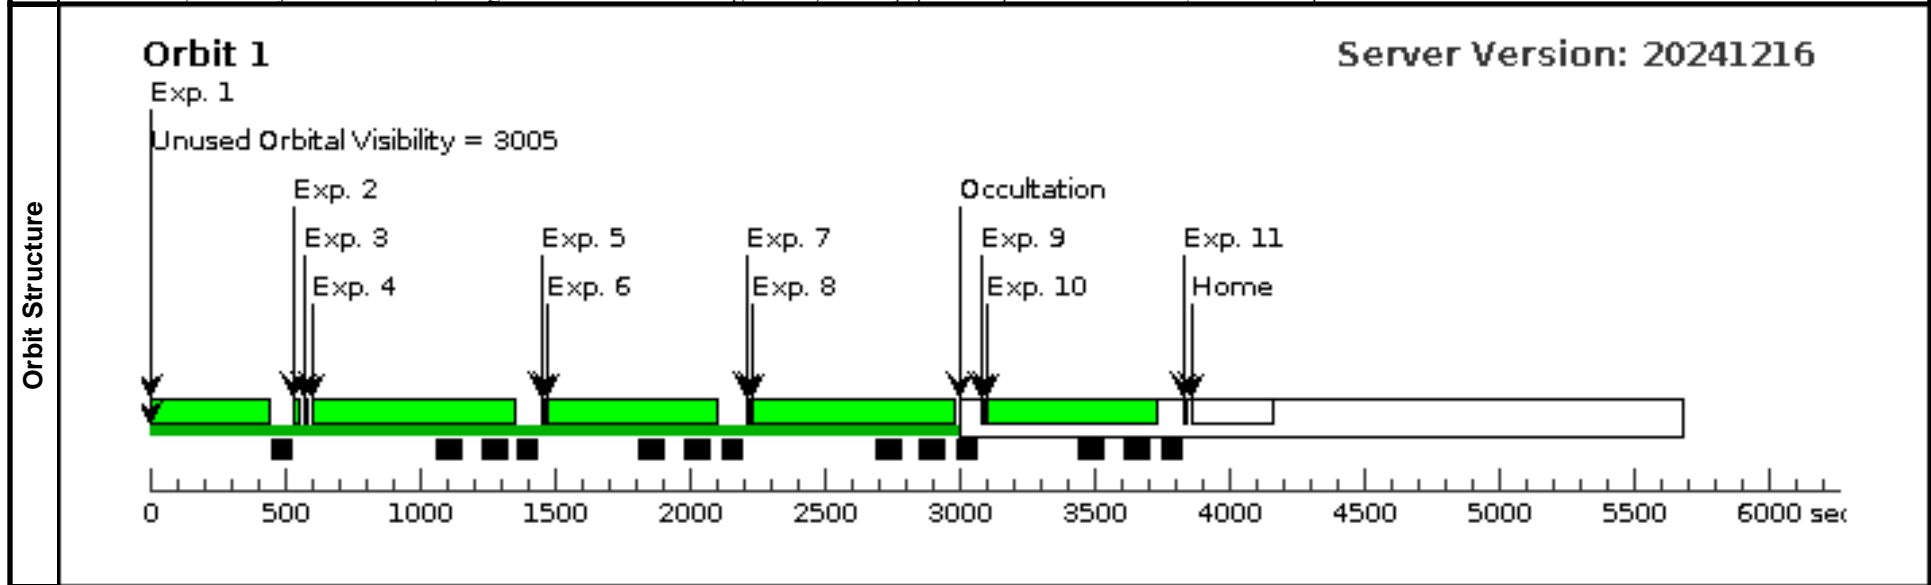 Orbit Structure
Orbit 1
Server Version: 20241216
Exp. 1
Unused Orbital Visibility = 3005
Exp. 2
Occultation
Exp. 3
Exp. 5
Exp. 7
Exp. 9
Exp. 11
Exp. 4
Exp. 6
Exp. 8
Exp. 10
Home
0 500 1000 1500 2000 2500 3000 3500 4000 4500 5000 5500 6000 sec